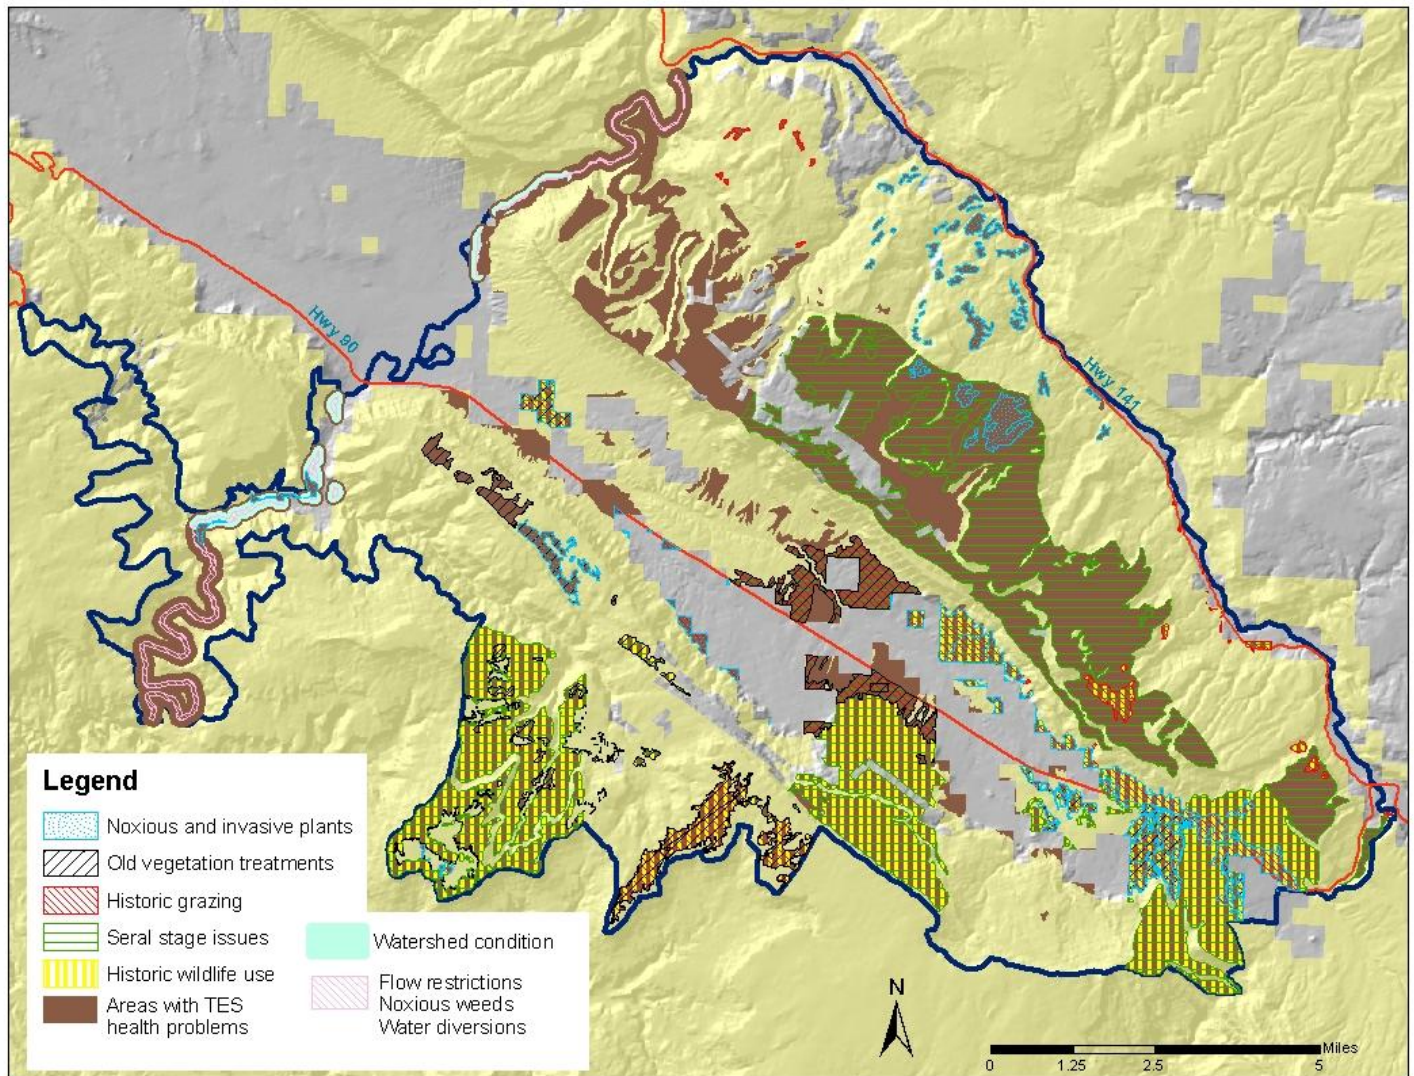 Hwy 90
Hwy 141
Legend
Noxious and invasive plants
Old vegetation treatments
Historic grazing
Seral stage issues
Historic wildlife use
Areas with TES
health problems
Watershed condition
Flow restrictions
Noxious weeds
Water diversions
N
Miles
0 1.25 2.5 5